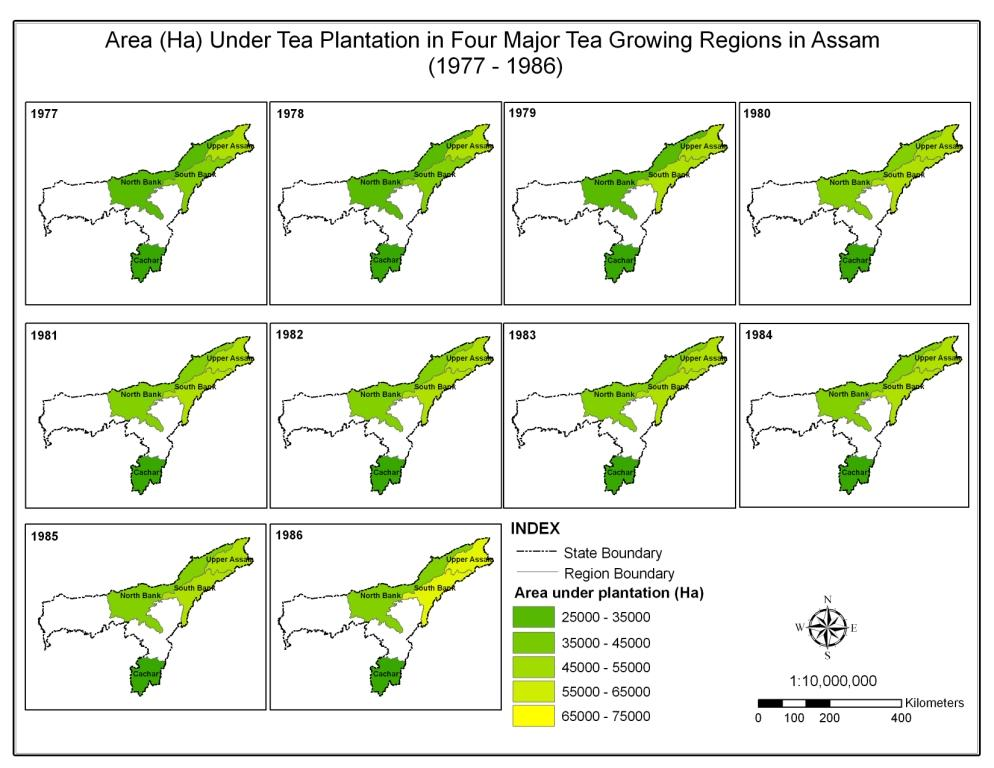 Area (Ha) Under Tea Plantation in Four Major Tea Growing Regions in Assam
(1977 - 1986)
1977
Upper Assam
South Bank
North Bank
Cachar
1978
Upper Assam
South Bank
North Bank
Cachar
1979
Upper Assam
South Bank
North Bank
Cachar
1980
Upper Assam
South Bank
North Bank
Cachar
1981
Upper Assam
South Bank
North Bank
Cachar
1982
Upper Assam
South Bank
North Bank
Cachar
1983
Upper Assam
South Bank
North Bank
Cachar
1984
Upper Assam
South Bank
North Bank
Cachar
1985
Upper Assam
South Bank
North Bank
Cachar
1986
Upper Assam
South Bank
North Bank
Cachar
INDEX
State Boundary
Region Boundary
Area under plantation (Ha)
25000 - 35000
35000 - 45000
45000 - 55000
55000 - 65000
65000 - 75000
N
W E
S
1:10,000,000
Kilometers
0 100 200 400